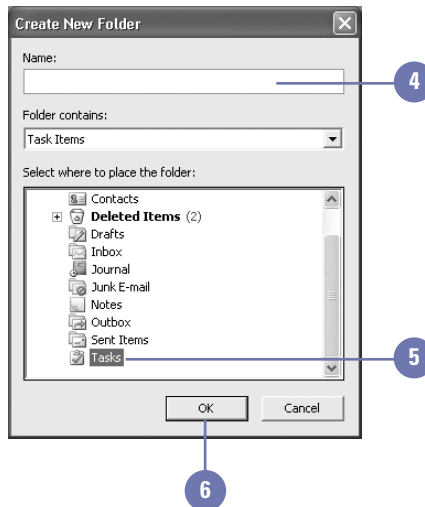 Create New Folder
Name:
4
Folder contains:
Task Items
Select where to place the folder:
Contacts
Deleted Items (2)
Drafts
Inbox
Journal
Junk E-mail
Notes
Outbox
Sent Items
Tasks
5
OK
Cancel
6